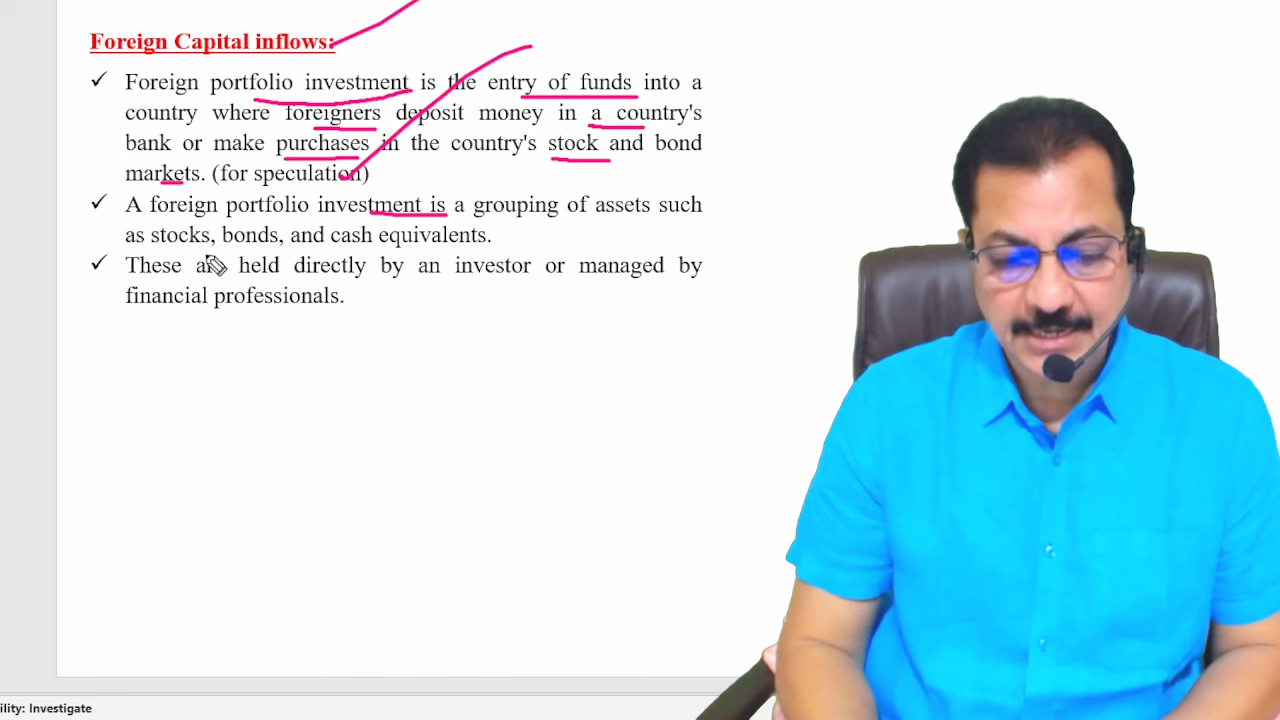 Foreign Capital inflows:
✓ Foreign portfolio investment is the entry of funds into a
country where foreigners deposit money in a country's
bank or make purchases in the country's stock and bond
markets. (for speculation)
✓ A foreign portfolio investment is a grouping of assets such
as stocks, bonds, and cash equivalents.
✓ These are held directly by an investor or managed by
financial professionals.
ility: Investigate